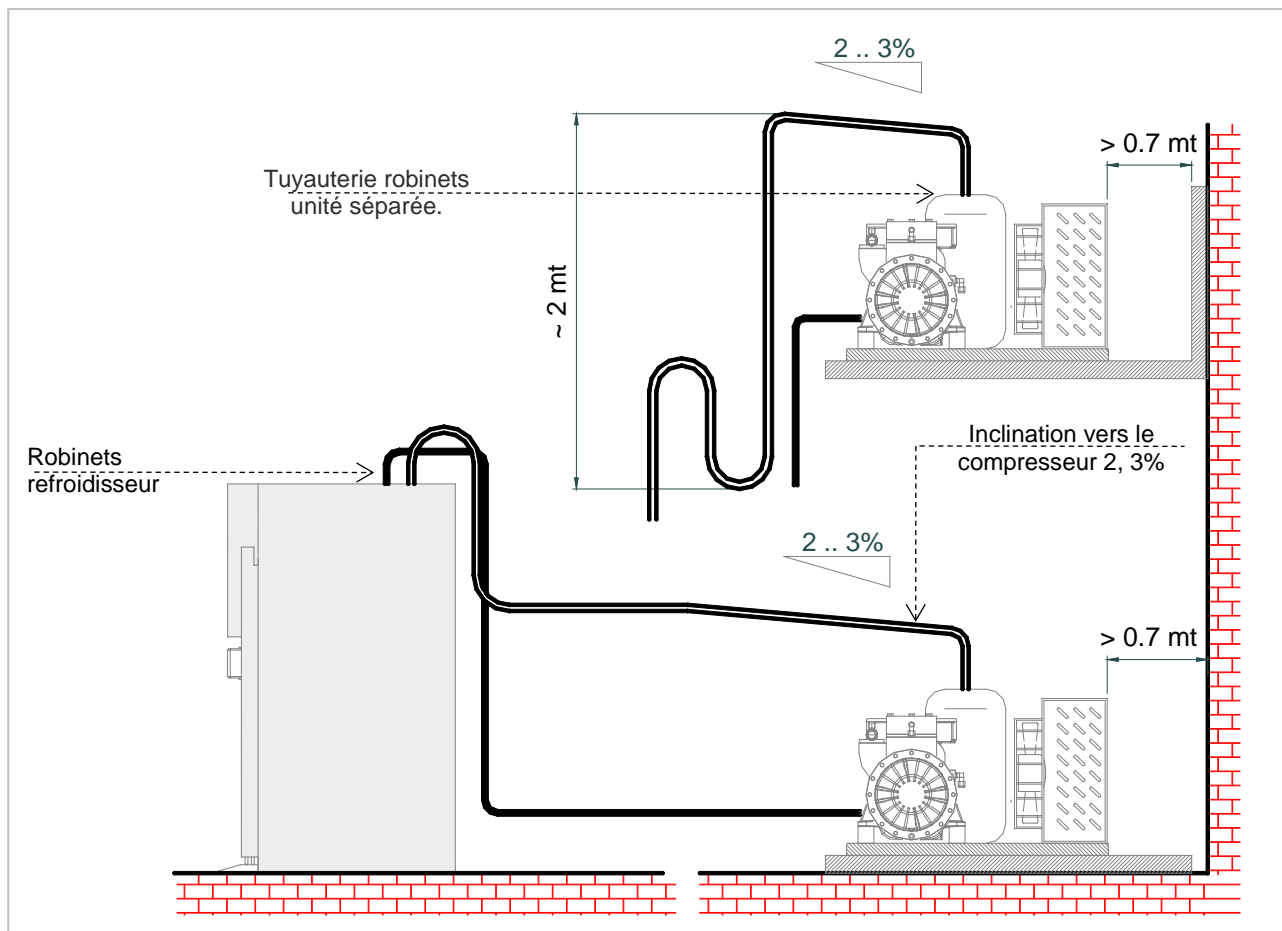 2 .. 3%
> 0.7 mt
Tuyauterie robinets
unité séparée.
~ 2 mt
Robinets
refroidisseur
Inclination vers le
compresseur 2, 3%
2 .. 3%
> 0.7 mt